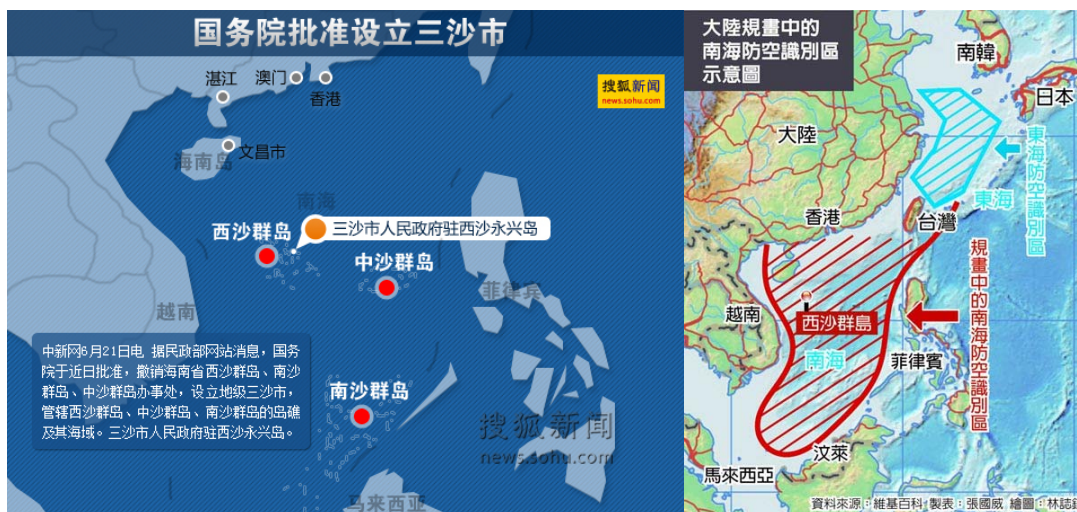 国务院批准设立三沙市
湛江
澳门
香港
搜狐新闻
news.sohu.com
文昌市
海南岛
南海
西沙群岛
三沙市人民政府驻西沙永兴岛
中沙群岛
菲律宾
越南
中新网6月21日电 据民政部网站消息，国务
院于近日批准，撤销海南省西沙群岛、南沙
群岛、中沙群岛办事处，设立地级三沙市，
管辖西沙群岛、中沙群岛、南沙群岛的岛礁
及其海域。三沙市人民政府驻西沙永兴岛。
南沙群岛
搜狐新闻
news.sohu.com
马来西亚
大陸規畫中的
南海防空識別區
示意圖
南韓
日本
大陸
東海防空識別區
東海
香港
台灣
規畫中的南海防空識別區
越南
西沙群島
南海
菲律賓
汶萊
馬來西亞
資料來源：維基百科 製表：張國威 繪圖：林誌